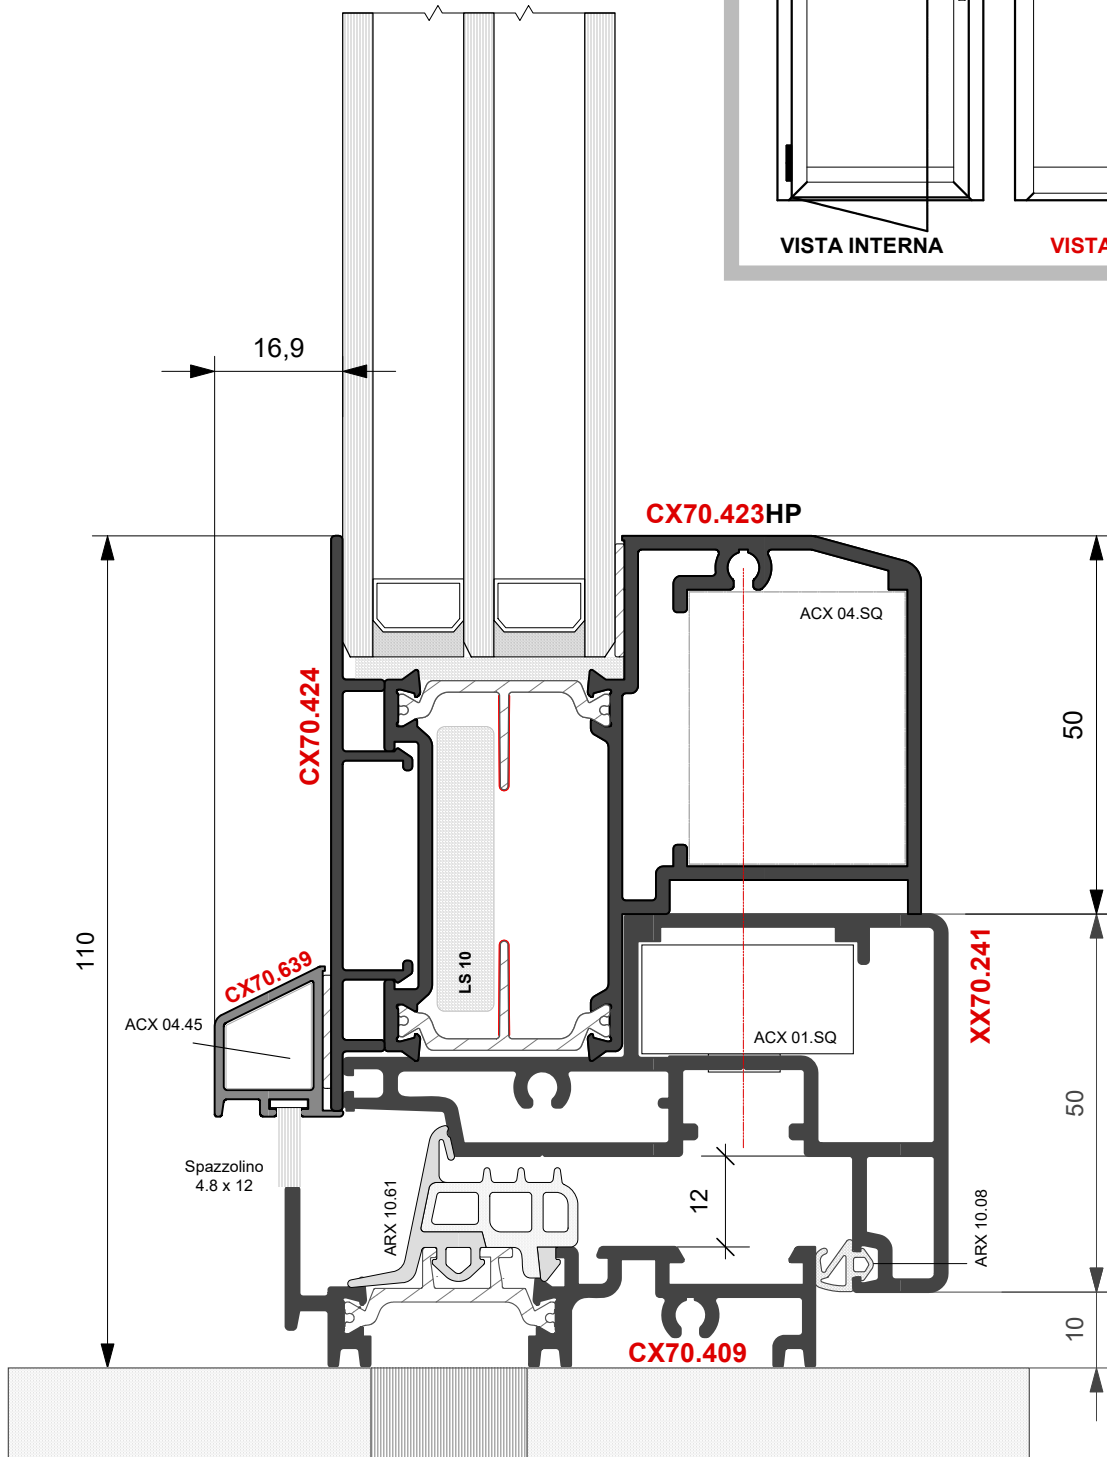 VISTA INTERNA
VISTA
16,9
CX70.423HP
ACX 04.SQ
CX70.424
50
110
LS 10
CX70.639
XX70.241
ACX 04.45
ACX 01.SQ
50
Spazzolino
4.8 x 12
ARX 10.61
12
ARX 10.08
10
CX70.409